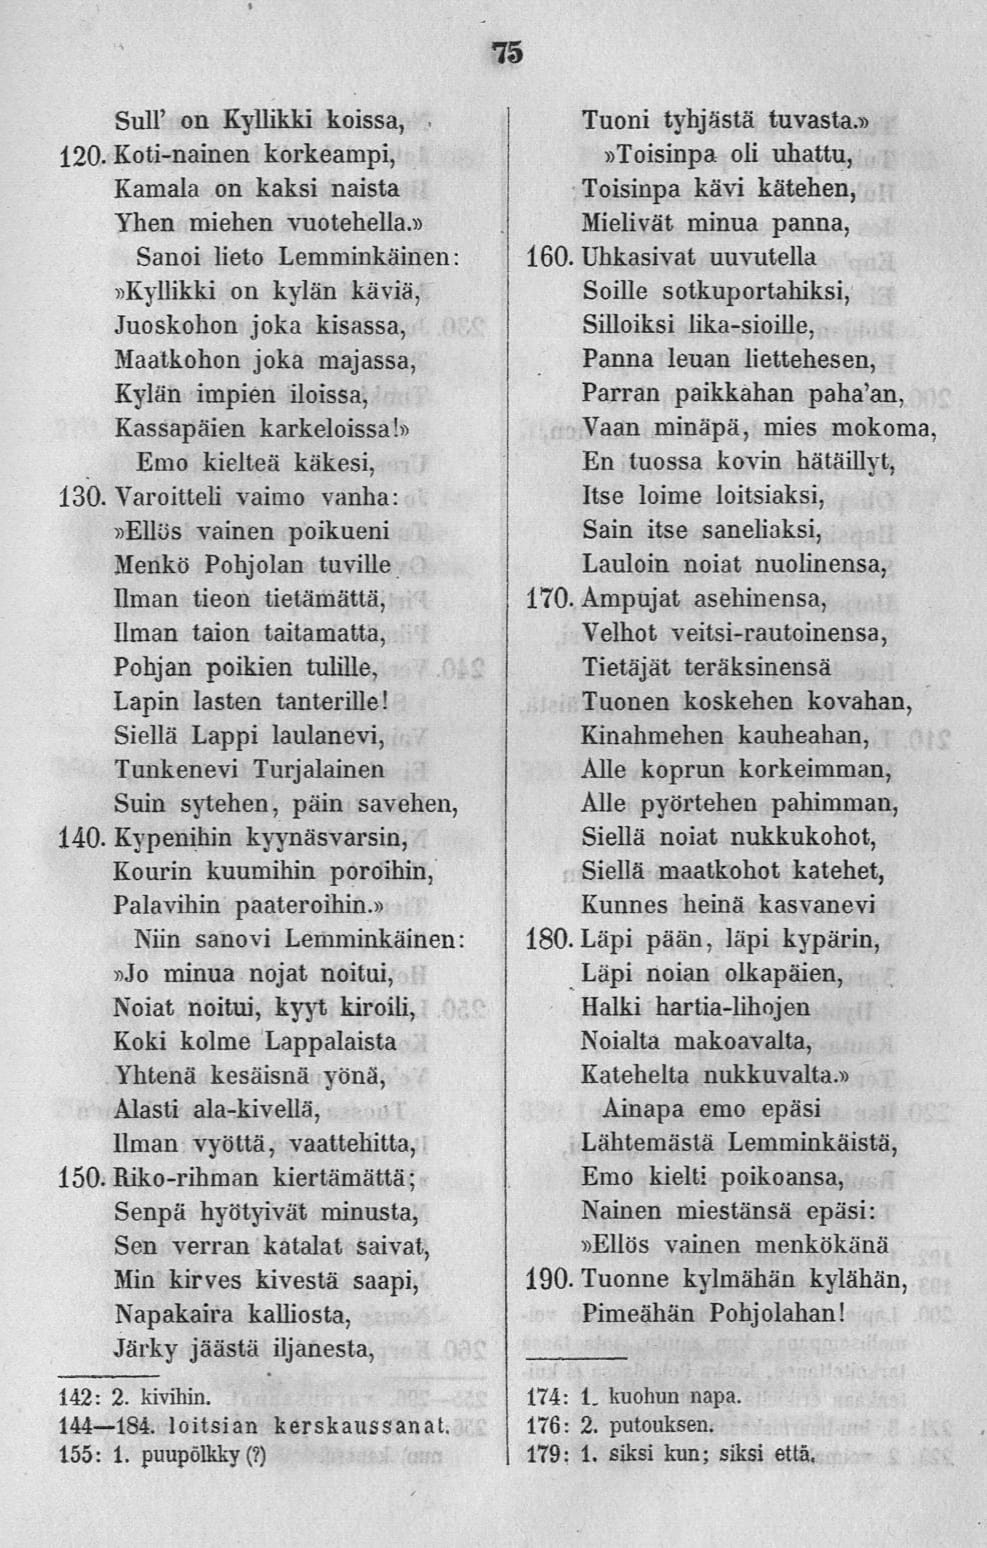 75
Sull' on Kyllikki koissa,
120. Koti-nainen korkeampi,
Kamala on kaksi naista
Yhen miehen vuotehella.»
Sanoi lieto Lemminkäinen:
»Kyllikki on kylän käviä,
Juoskohon joka kisassa,
Maatkohon joka majassa,
Kylän impien iloissa,
Kassapäien karkeloissa!»
Emo kielteä käkesi,
130. Varoitteli vaimo vanha:
»Ellös vainen poikueni
Menkö Pohjolan tuville
Ilman tieon tietämättä,
Ilman taion taitamatta,
Pohjan poikien tulille,
Lapin lasten tanterille!
Siellä Lappi laulanevi,
Tunkenevi Turjalainen
Suin sytehen, päin savehen,
140. Kypenihin kyynäsvarsin,
Kourin kuumihin poroihin,
Palavihin paateroihin.»
Niin sanovi Lemminkäinen:
»Jo minua nojat noitui,
Noiat noitui, kyyt kiroili,
Koki kolme Lappalaista
Yhtenä kesäisnä yönä,
Alasti ala-kivellä,
Ilman vyöttä, vaattehitta,
150. Riko-rihman kiertämättä;
Senpä hyötyivät minusta,
Sen verran katalat saivat,
Min kirves kivestä saapi,
Napakaira kalliosta,
Järky jäästä iljanesta,
142: 2. kivihin.
144—184. loitsian kerskaussanat.
155: 1. puupölkky (?)
Tuoni tyhjästä tuvasta.»
»Toisinpa oli uhattu,
Toisinpa kävi kätehen,
Mielivät minua panna,
160. Uhkasivat uuvutella
Soille sotkuportahiksi,
Silloiksi lika-sioille,
Panna leuan liettehesen,
Parran paikkahan paha'an,
Vaan minäpä, mies mokoma,
En tuossa kovin hätäillyt,
Itse loime loitsiaksi,
Sain itse saneliaksi,
Lauloin noiat nuolinensa,
170. Ampujat asehinensa,
Velhot veitsi-rautoinensa,
Tietäjät teräksinensä
Tuonen koskehen kovahan,
Kinahmehen kauheahan,
Alle koprun korkeimman,
Alle pyörtehen pahimman,
Siellä noiat nukkukohot,
Siellä maatkohot katehet,
Kunnes heinä kasvanevi
180. Läpi pään, läpi kypärin,
Läpi noian olkapäien,
Halki hartia-lihojen
Noialta makoavalta,
Katehelta nukkuvalta.»
Ainapa emo epäsi
Lähtemästä Lemminkäistä,
Emo kielti poikoansa,
Nainen miestänsä epäsi:
»Ellös vainen menkökänä
190. Tuonne kylmähän kylähän,
Pimeähän Pohjolahan!
174: 1. kuohun napa.
176: 2. putouksen.
179: 1. siksi kun; siksi että.